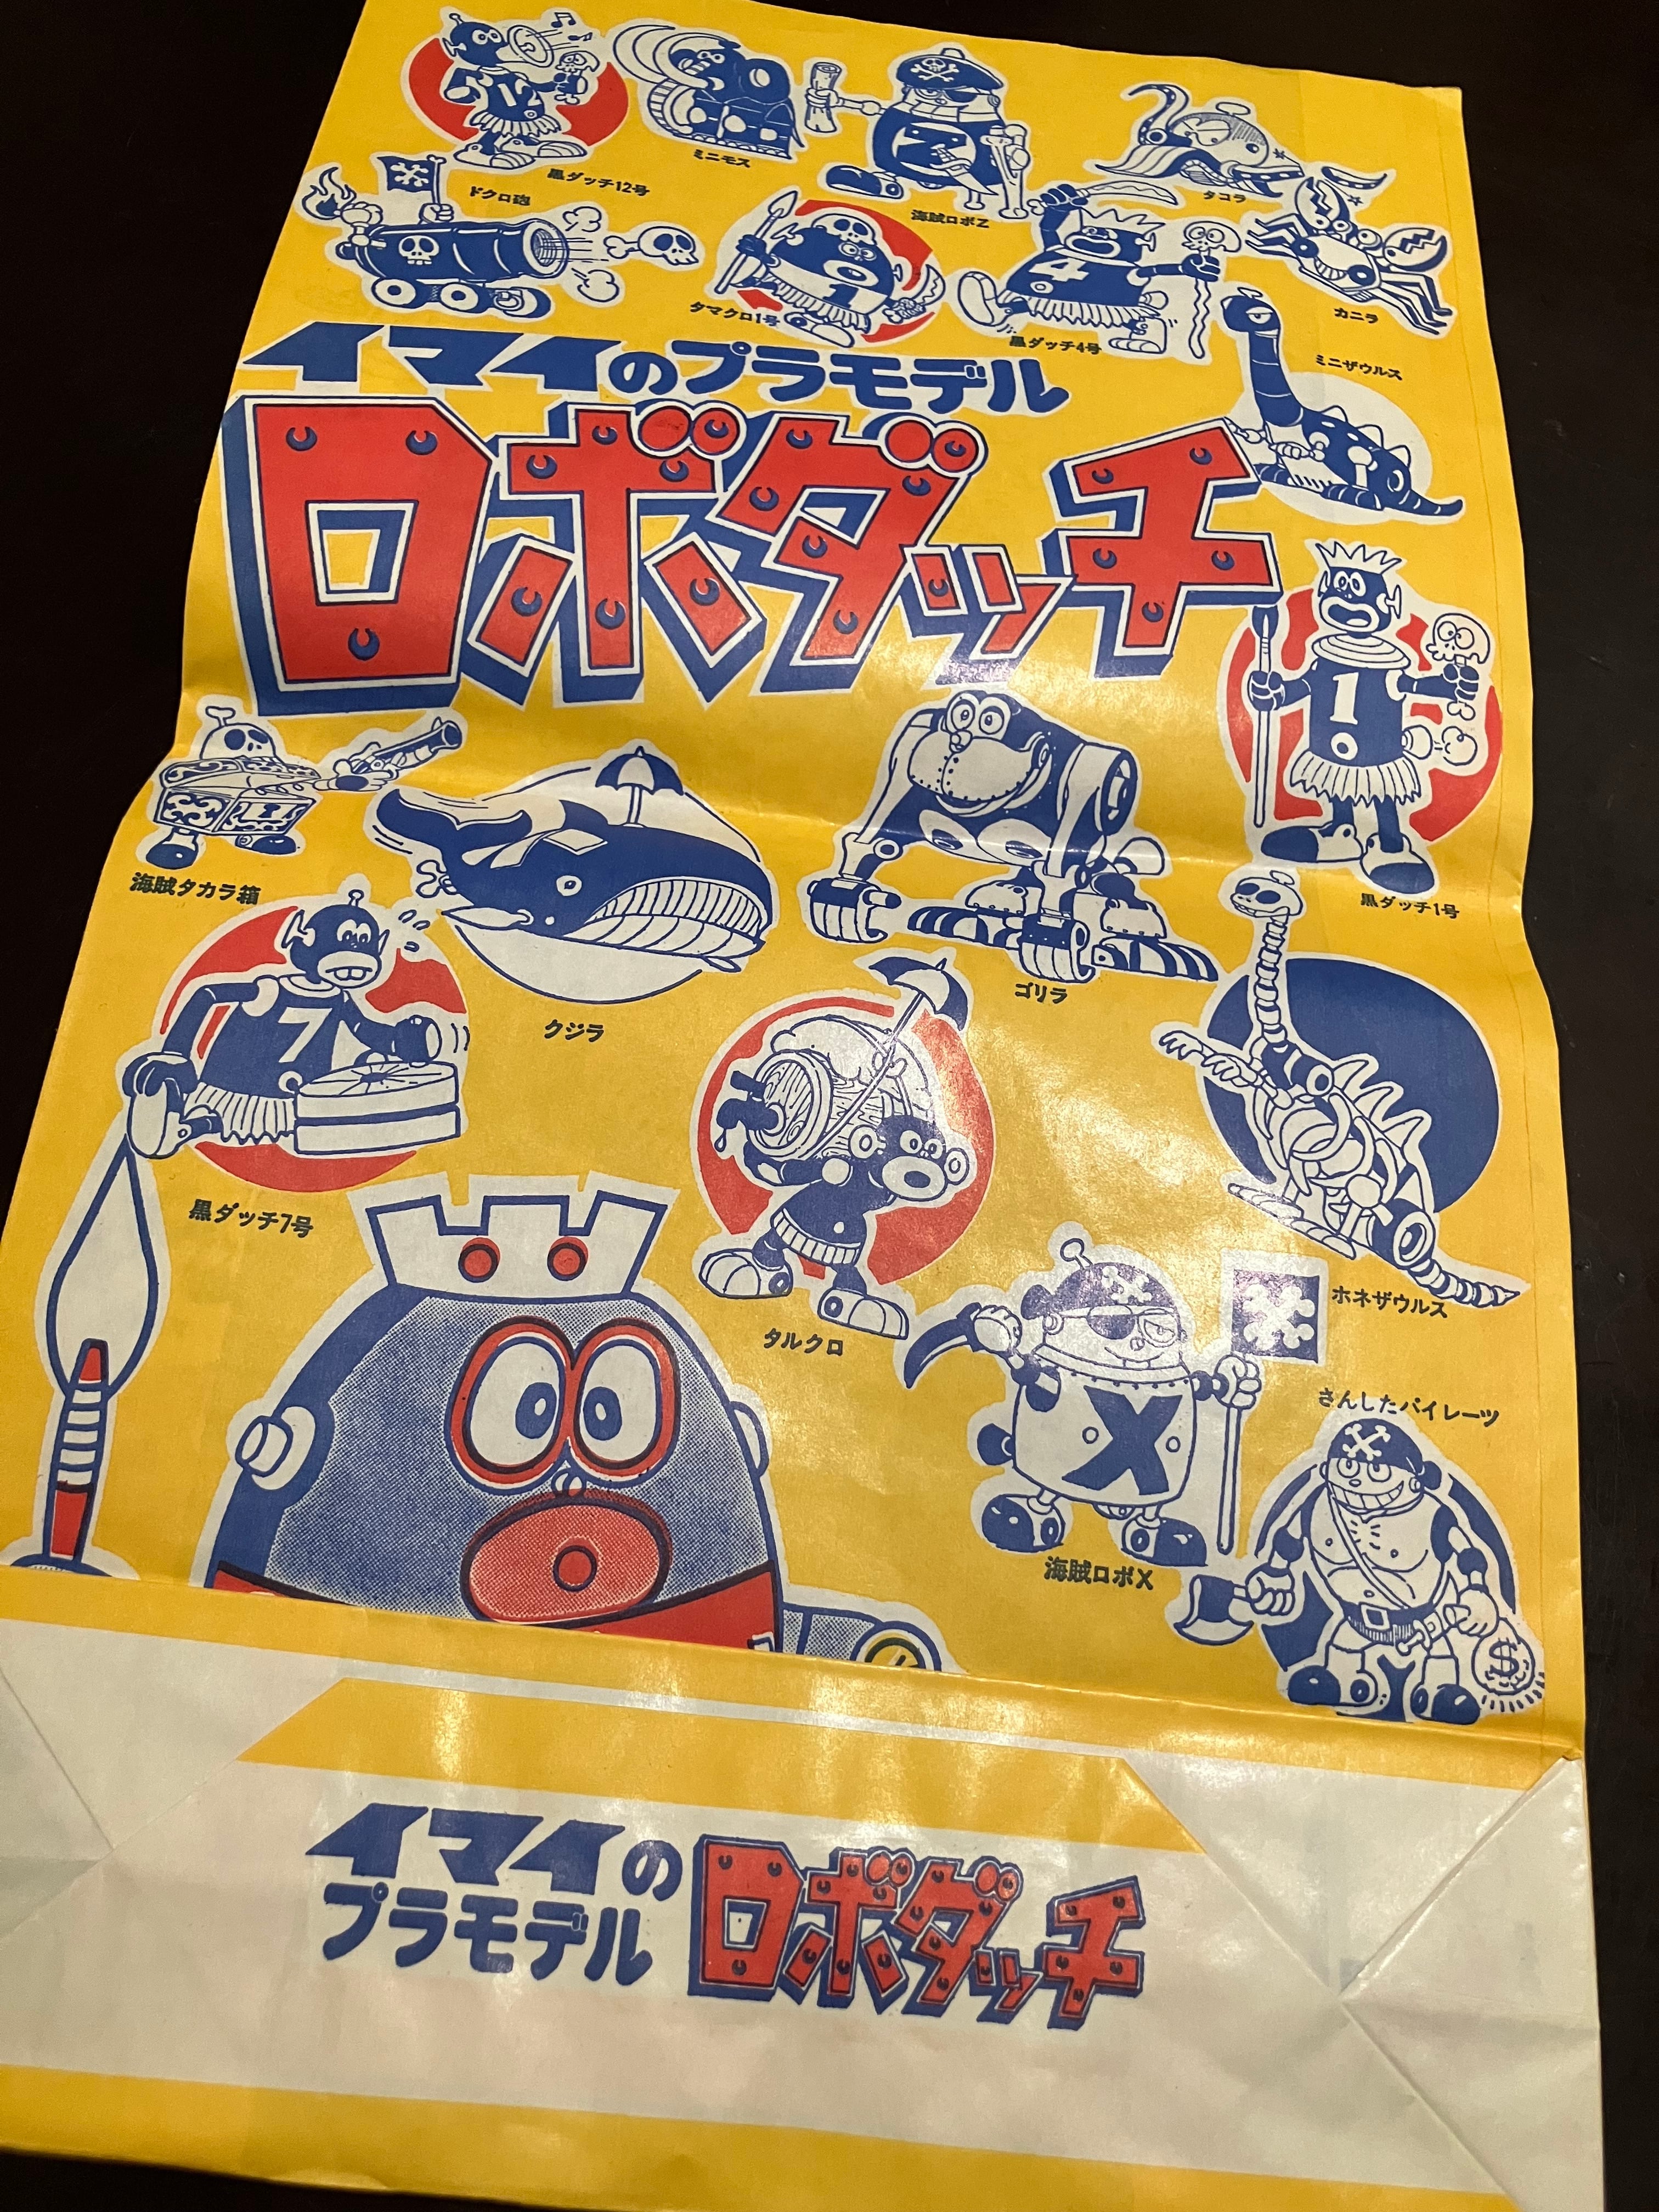 12
黒ダッチ12号
ミニモス
Z
海賊ロボZ
タコラ
ドクロ砲
1
タマクロ1号
4
黒ダッチ4号
カニラ
ミニザウルス
イマイのプラモデル
ロボダッチ
1
黒ダッチ1号
海賊タカラ箱
クジラ
ゴリラ
7
黒ダッチ7号
タルクロ
ホネザウルス
X
海賊ロボX
さんしたパイレーツ
$
イマイの
プラモデル
ロボダッチ